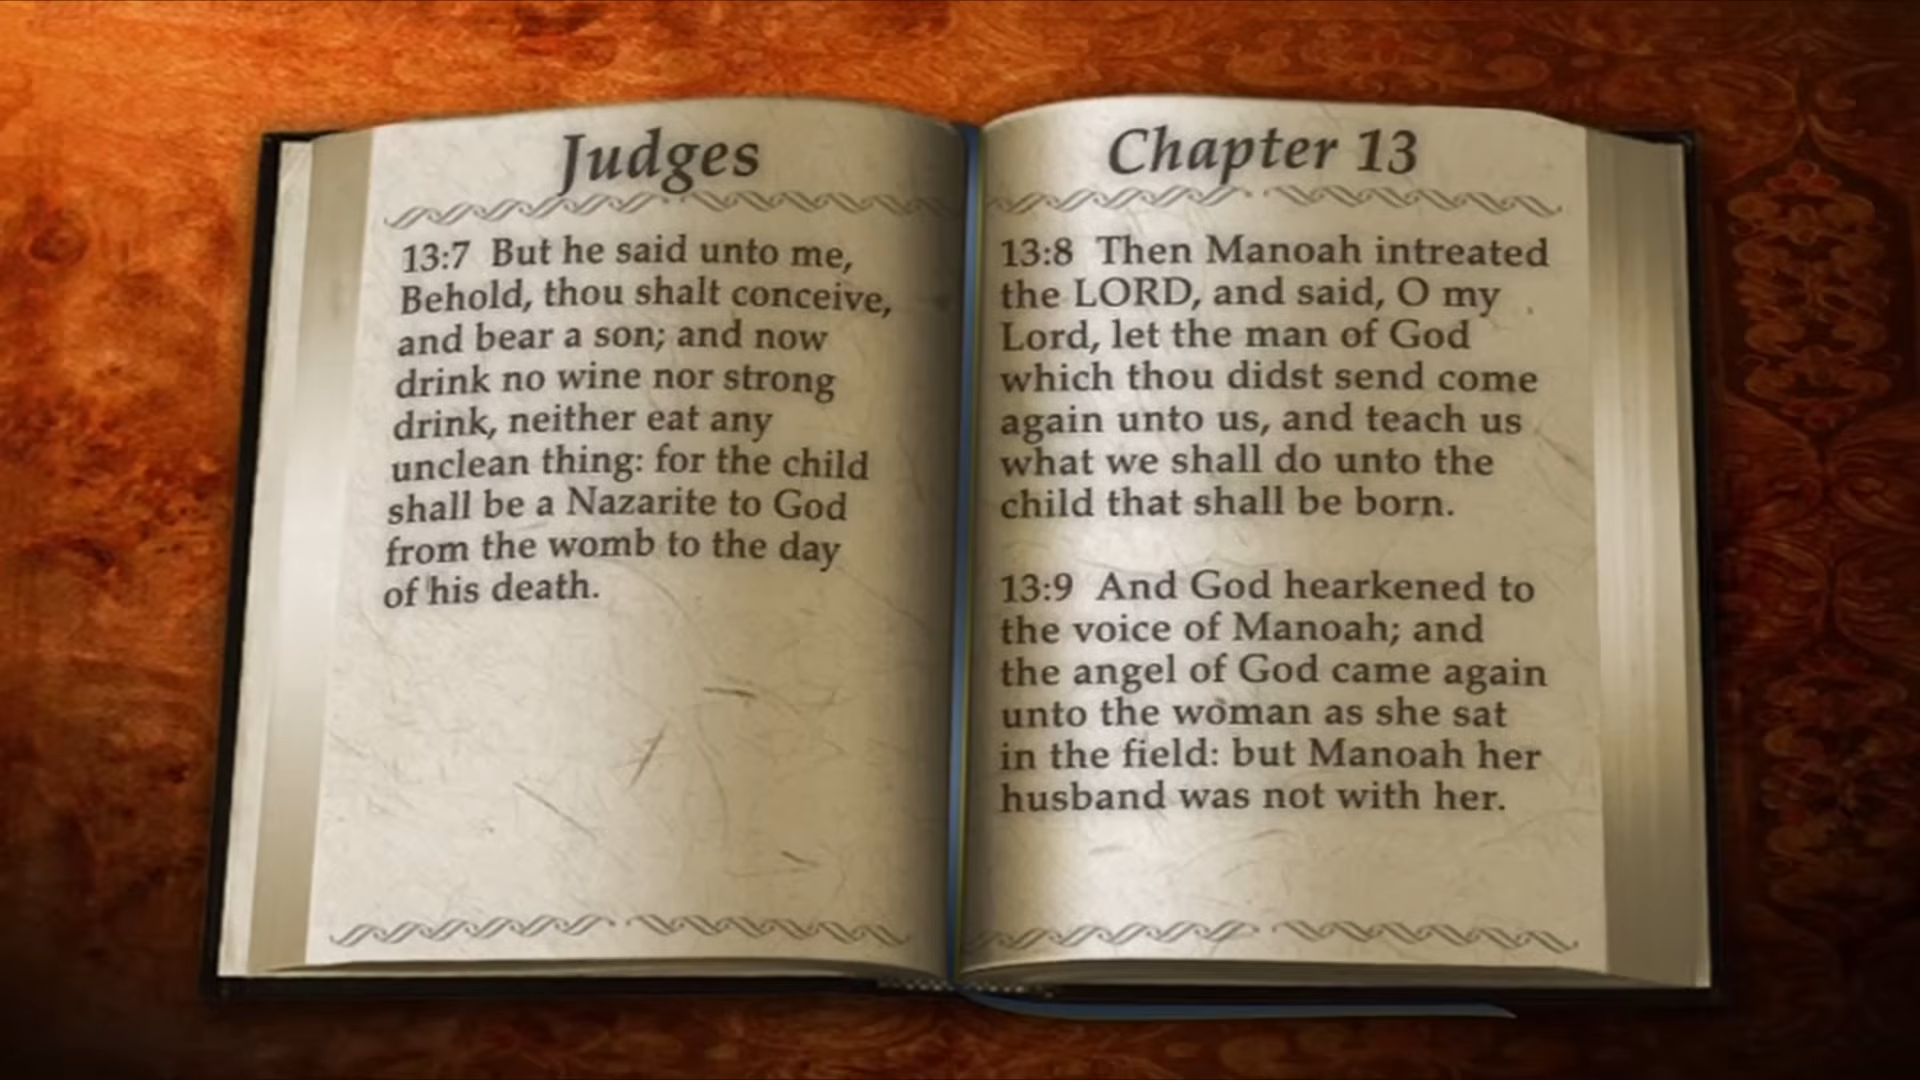 Judges
13:7 But he said unto me,
Behold, thou shalt conceive,
and bear a son; and now
drink no wine nor strong
drink, neither eat any
unclean thing: for the child
shall be a Nazarite to God
from the womb to the day
of his death.
Chapter 13
13:8 Then Manoah intreated
the LORD, and said, O my
Lord, let the man of God
which thou didst send come
again unto us, and teach us
what we shall do unto the
child that shall be born.
13:9 And God hearkened to
the voice of Manoah; and
the angel of God came again
unto the woman as she sat
in the field: but Manoah her
husband was not with her.